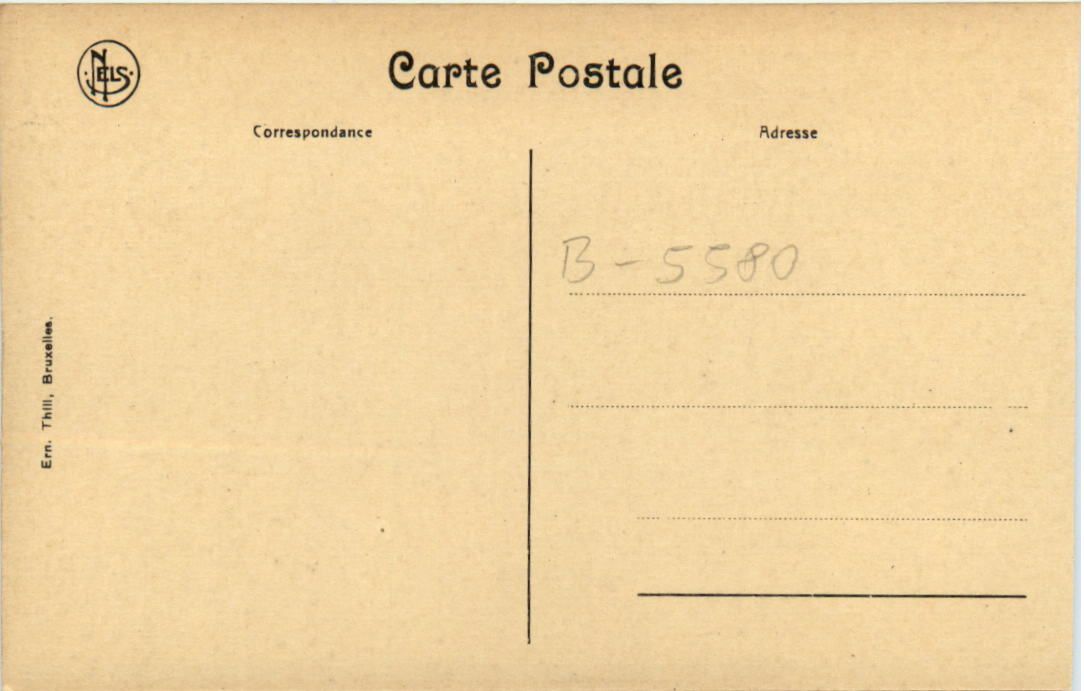 NELS
Carte Postale
Correspondance
Adresse
B-5580
Ern. Thill, Bruxelles.